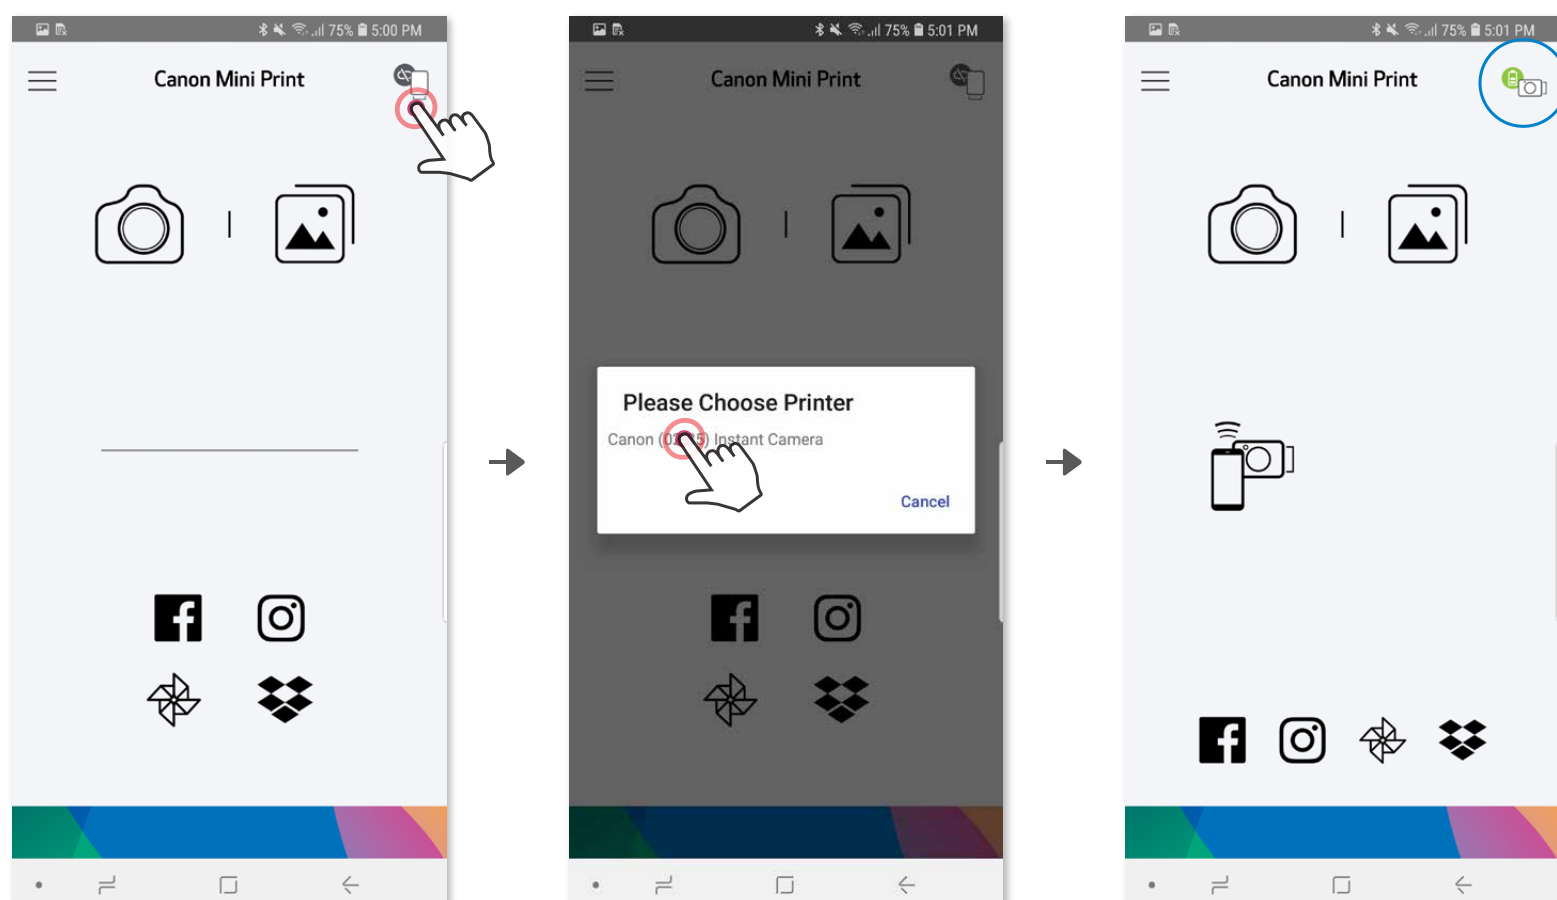 75% 5:00 PM
Canon Mini Print
75% 5:01 PM
Canon Mini Print
Please Choose Printer
Canon ( ) Instant Camera
Cancel
75% 5:01 PM
Canon Mini Print